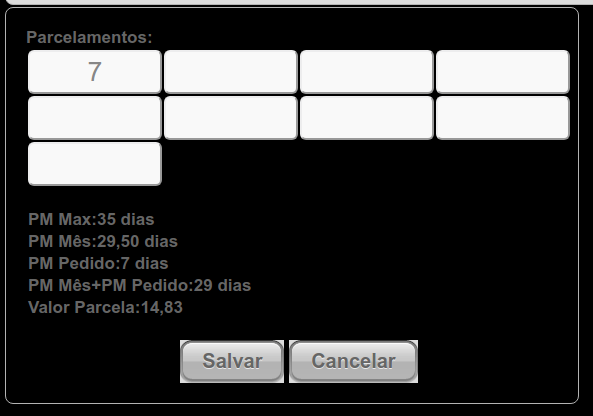 Parcelamentos:
7
PM Max:35 dias
PM Mês:29,50 dias
PM Pedido:7 dias
PM Mês+PM Pedido:29 dias
Valor Parcela:14,83
Salvar Cancelar